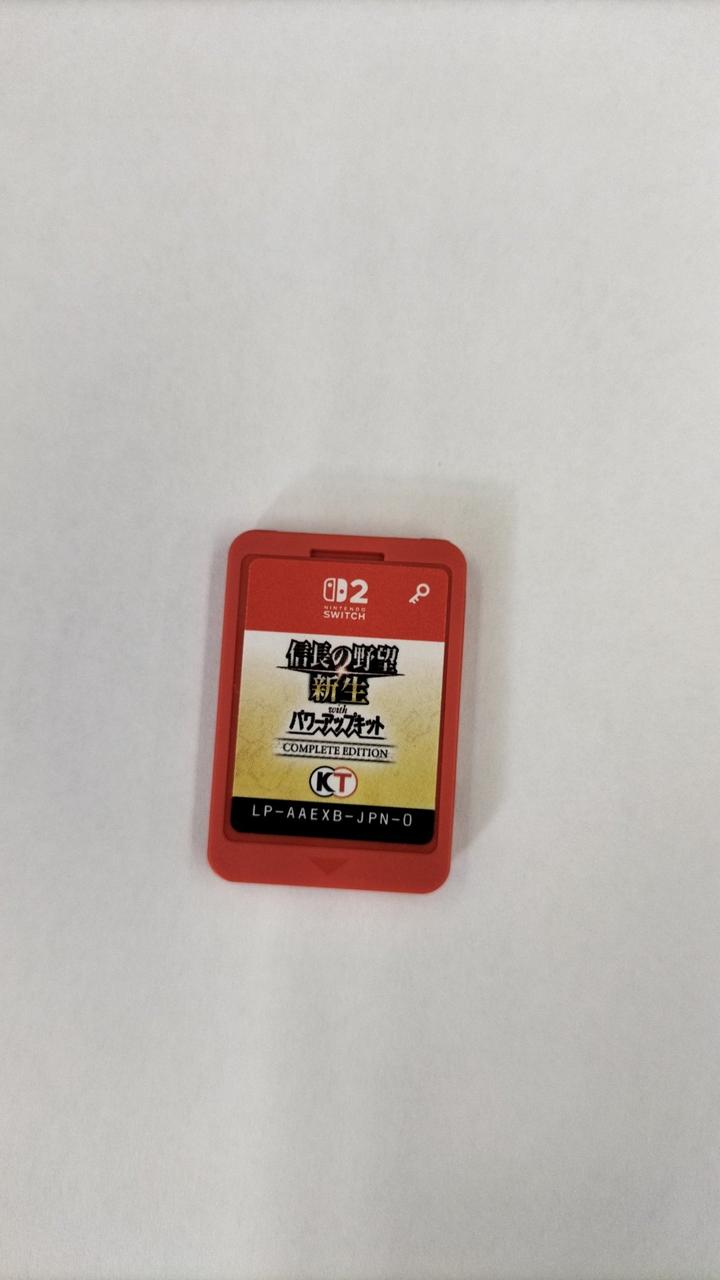 2
NINTENDO
SWITCH
信長の野望
新生
with
パワーアップキット
COMPLETE EDITION
KT
LP-AAEXB-JPN-0